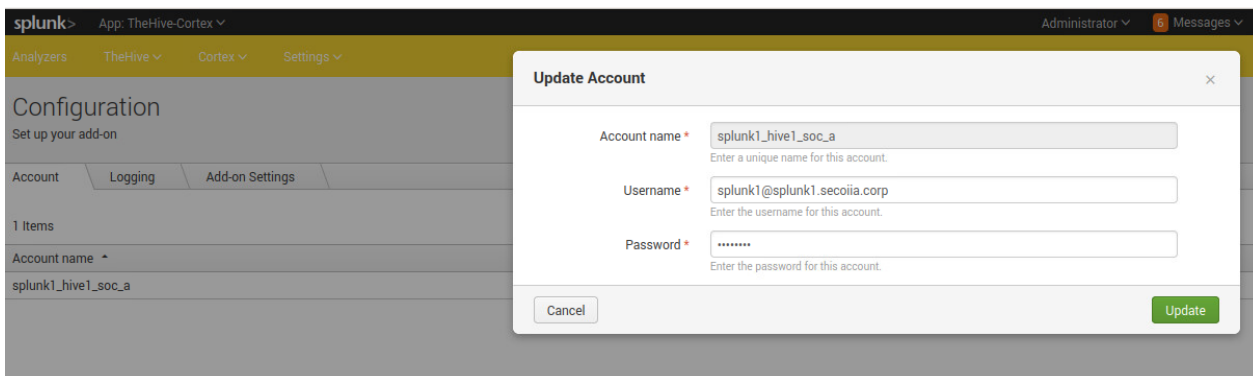 splunk> App: TheHive-Cortex Administrator 6 Messages
Analyzers TheHive Cortex Settings
Configuration
Set up your add-on
Account Logging Add-on Settings
1 Items
Account name
splunk1_hive1_soc_a
Update Account ×
Account name * splunk1_hive1_soc_a
Enter a unique name for this account.
Username * splunk1@splunk1.secoiia.corp
Enter the username for this account.
Password * ••••••••
Enter the password for this account.
Cancel Update